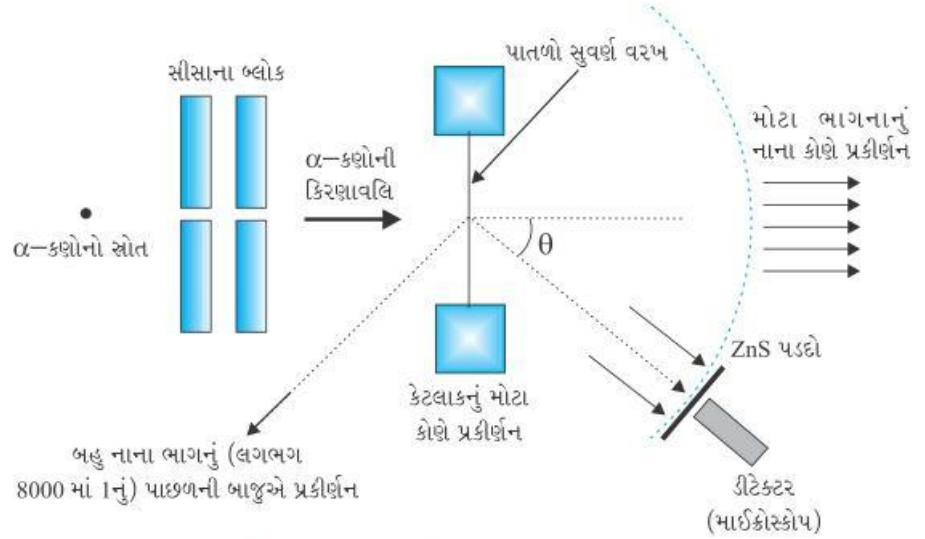 પાતળો સુવર્ણ વરખ
સીસાના બ્લોક
મોટા ભાગનાનું
નાના કોણે પ્રકીર્ણન
α−કણોની
કિરણાવલિ
α−કણોનો સ્રોત
θ
ZnS પડદો
કેટલાકનું મોટા
કોણે પ્રકીર્ણન
બહુ નાના ભાગનું (લગભગ
8000 માં 1નું) પાછળની બાજુએ પ્રકીર્ણન
ડીટેક્ટર
(માઈક્રોસ્કોપ)